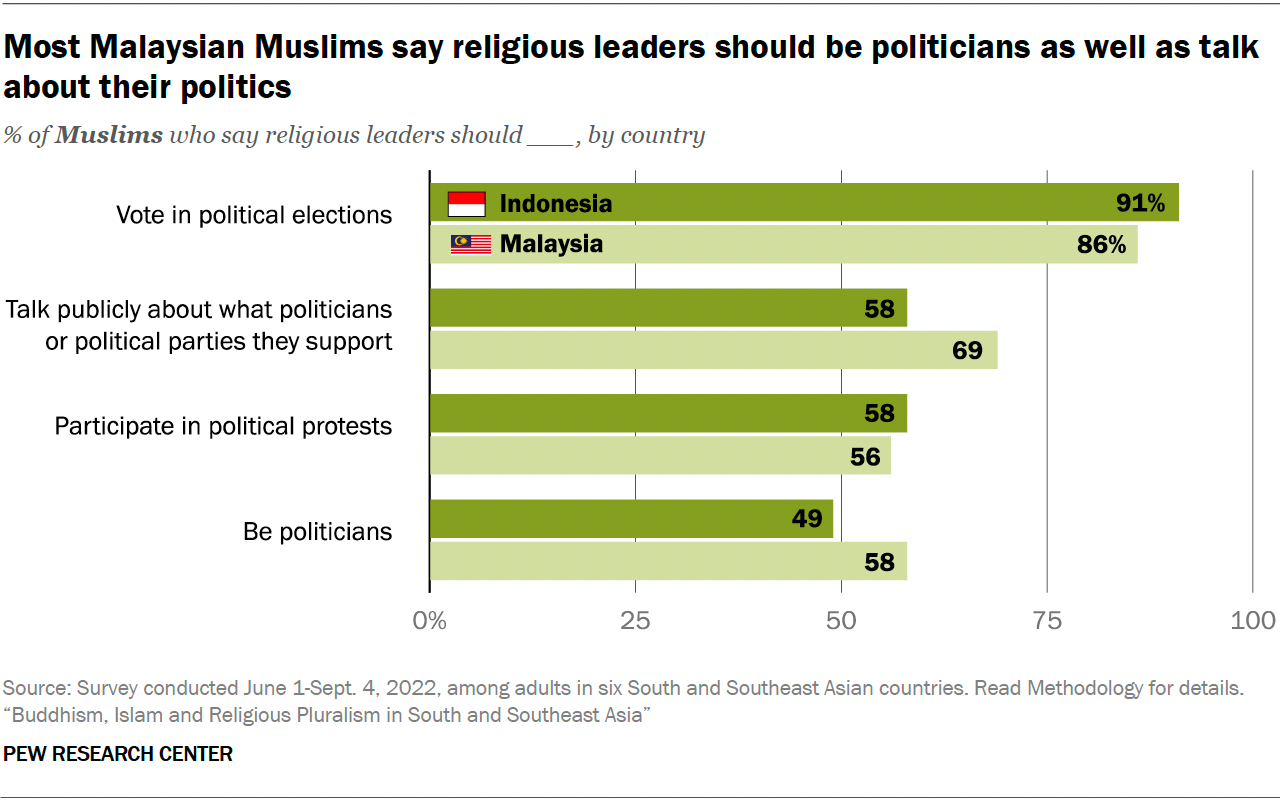 Most Malaysian Muslims say religious leaders should be politicians as well as talk
about their politics
% of Muslims who say religious leaders should ___, by country
Vote in political elections
Indonesia
91%
Malaysia
86%
Talk publicly about what politicians
or political parties they support
58
69
Participate in political protests
58
56
Be politicians
49
58
0%
25
50
75
100
Source: Survey conducted June 1-Sept. 4, 2022, among adults in six South and Southeast Asian countries. Read Methodology for details.
“Buddhism, Islam and Religious Pluralism in South and Southeast Asia”
PEW RESEARCH CENTER